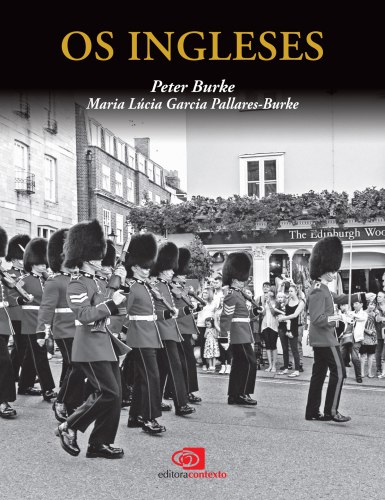 OS INGLESES
Peter Burke
Maria Lúcia Garcia Pallares-Burke
The Edinburgh Woo
editoracontexto